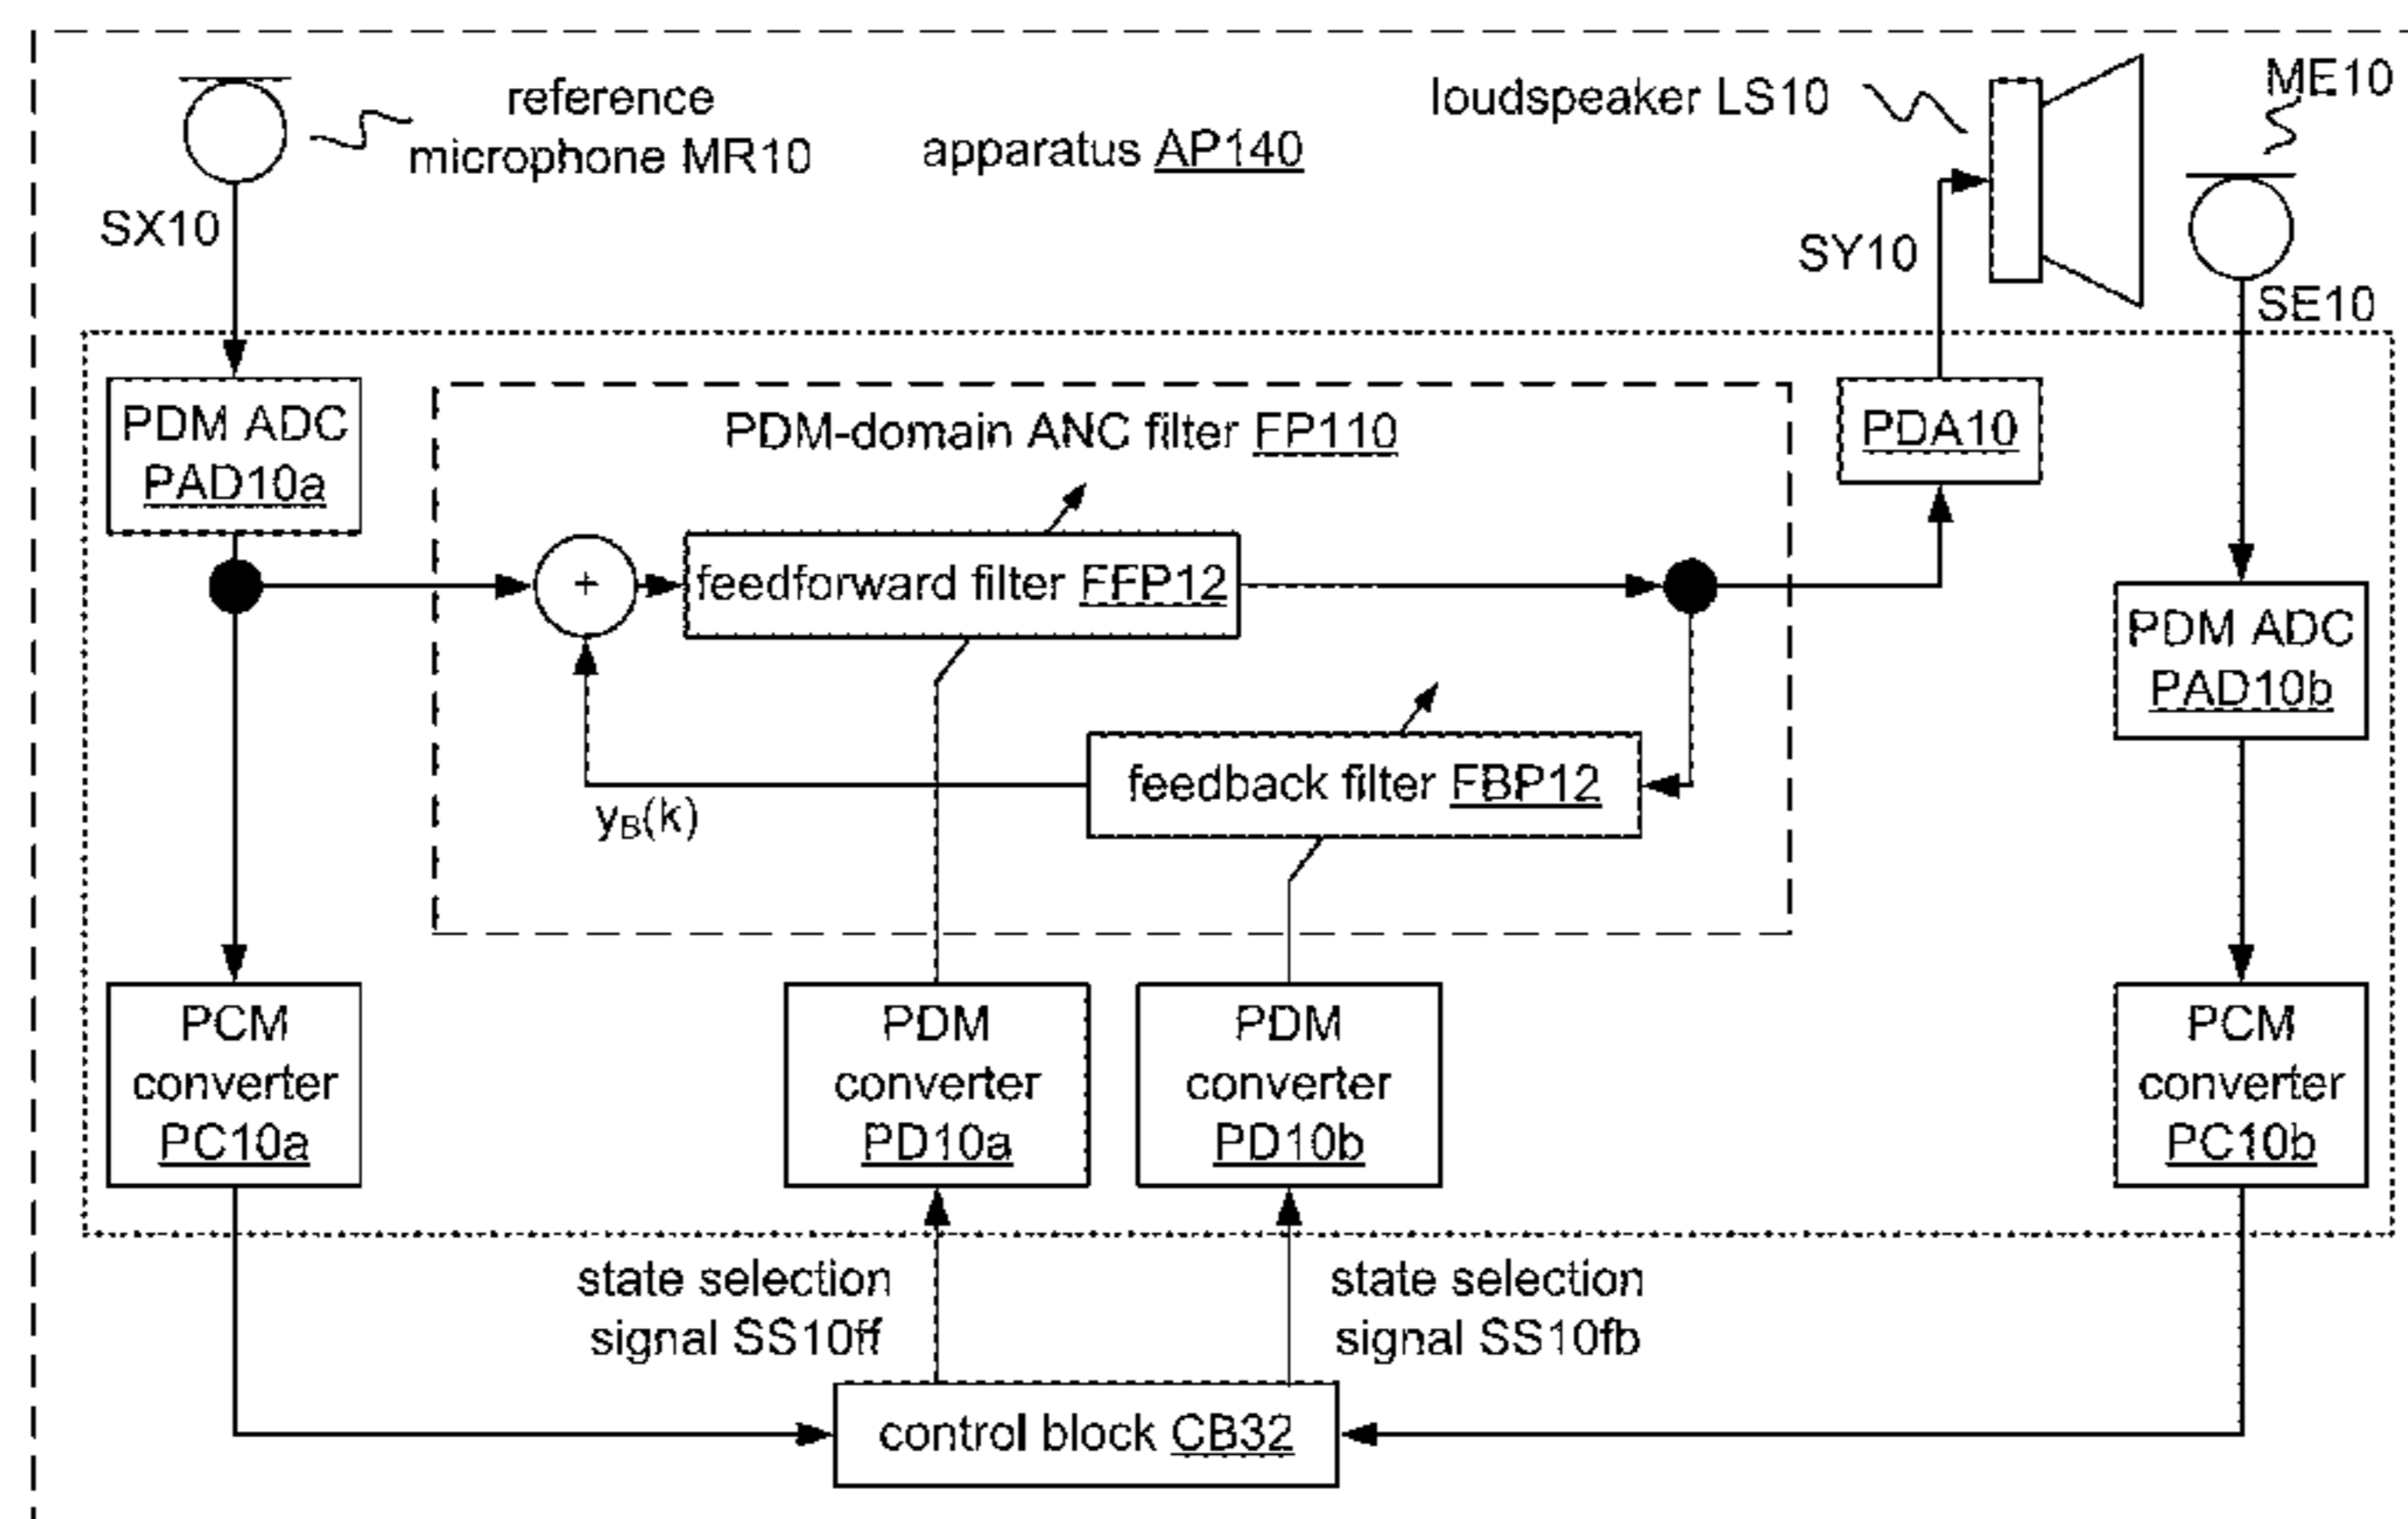 reference
microphone MR10
apparatus AP140
loudspeaker LS10
ME10
SX10
SY10
SE10
PDM ADC
PAD10a
PDM-domain ANC filter FP110
PDA10
+
feedforward filter FFP12
PDM ADC
PAD10b
feedback filter FBP12
yB(k)
PCM
converter
PC10a
PDM
converter
PD10a
PDM
converter
PD10b
PCM
converter
PC10b
state selection
signal SS10ff
state selection
signal SS10fb
control block CB32